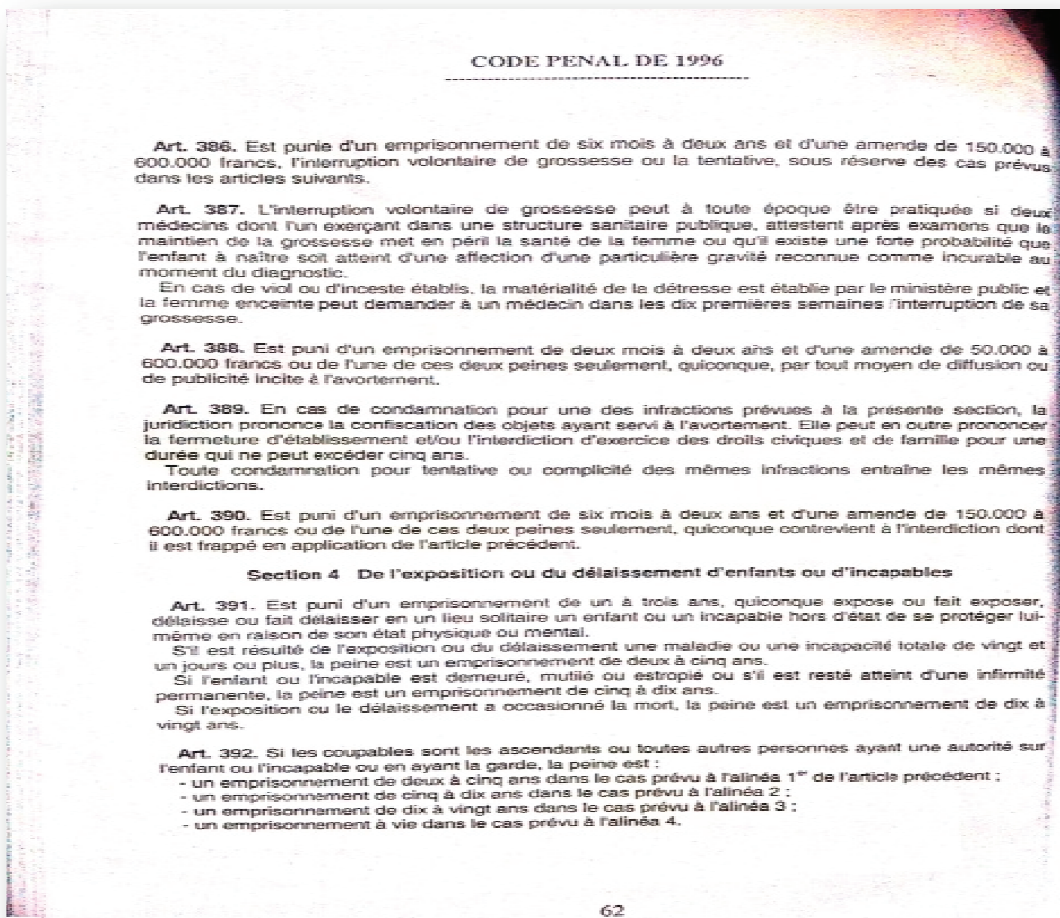 CODE PENAL DE 1996
Art. 386. Est punie d'un emprisonnement de six mois à deux ans et d'une amende de 150.000 à
600.000 francs, l'interruption volontaire de grossesse ou la tentative, sous réserve des cas prévus
dans les articles suivants.
Art. 387. L'interruption volontaire de grossesse peut à toute époque être pratiquée si deux
médecins dont l'un exerçant dans une structure sanitaire publique, attestent après examens que le
maintien de la grossesse met en péril la santé de la femme ou qu'il existe une forte probabilité que
l'enfant à naître soit atteint d'une affection d'une particulière gravité reconnue comme incurable au
moment du diagnostic.
En cas de viol ou d'inceste établis, la matérialité de la détresse est établie par le ministère public et
la femme enceinte peut demander à un médecin dans les dix premières semaines l'interruption de sa
grossesse.
Art. 388. Est puni d'un emprisonnement de deux mois à deux ans et d'une amende de 50.000 à
600.000 francs ou de l'une de ces deux peines seulement, quiconque, par tout moyen de diffusion ou
de publicité incite à l'avortement.
Art. 389. En cas de condamnation pour une des infractions prévues à la présente section, la
juridiction prononce la confiscation des objets ayant servi à l'avortement. Elle peut en outre prononcer
la fermeture d'établissement et/ou l'interdiction d'exercice des droits civiques et de famille pour une
durée qui ne peut excéder cinq ans.
Toute condamnation pour tentative ou complicité des mêmes infractions entraîne les mêmes
interdictions.
Art. 390. Est puni d'un emprisonnement de six mois à deux ans et d'une amende de 150.000 à
600.000 francs ou de l'une de ces deux peines seulement, quiconque contrevient à l'interdiction dont
il est frappé en application de l'article précédent.
Section 4 De l'exposition ou du délaissement d'enfants ou d'incapables
Art. 391. Est puni d'un emprisonnement de un à trois ans, quiconque expose ou fait exposer,
délaisse ou fait délaisser en un lieu solitaire un enfant ou un incapable hors d'état de se protéger lui-
même en raison de son état physique ou mental.
S'il est résulté de l'exposition ou du délaissement une maladie ou une incapacité totale de vingt et
un jours ou plus, la peine est un emprisonnement de deux à cinq ans.
Si l'enfant ou l'incapable est demeuré, mutilé ou estropié ou s'il est resté atteint d'une infirmité
permanente, la peine est un emprisonnement de cinq à dix ans.
Si l'exposition ou le délaissement a occasionné la mort, la peine est un emprisonnement de dix à
vingt ans.
Art. 392. Si les coupables sont les ascendants ou toutes autres personnes ayant une autorité sur
l'enfant ou l'incapable ou en ayant la garde, la peine est :
- un emprisonnement de deux à cinq ans dans le cas prévu à l'alinéa 1er de l'article précédent ;
- un emprisonnement de cinq à dix ans dans le cas prévu à l'alinéa 2 ;
- un emprisonnement de dix à vingt ans dans le cas prévu à l'alinéa 3 ;
- un emprisonnement à vie dans le cas prévu à l'alinéa 4.
62